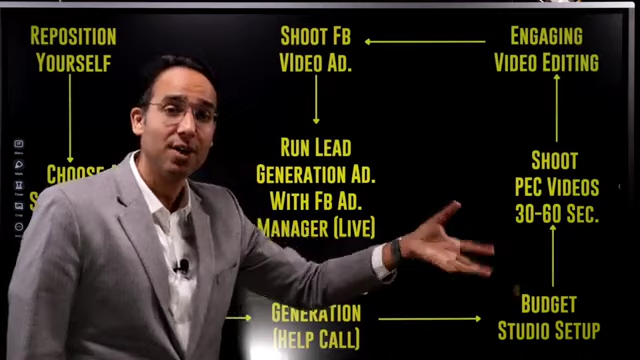 Reposition
Yourself
Choose
Shoot Fb
Video Ad.
Run Lead
Generation Ad.
With Fb Ad.
Manager (Live)
Engaging
Video Editing
Shoot
PEC Videos
30-60 Sec.
Budget
Studio Setup
Generation
(Help Call)